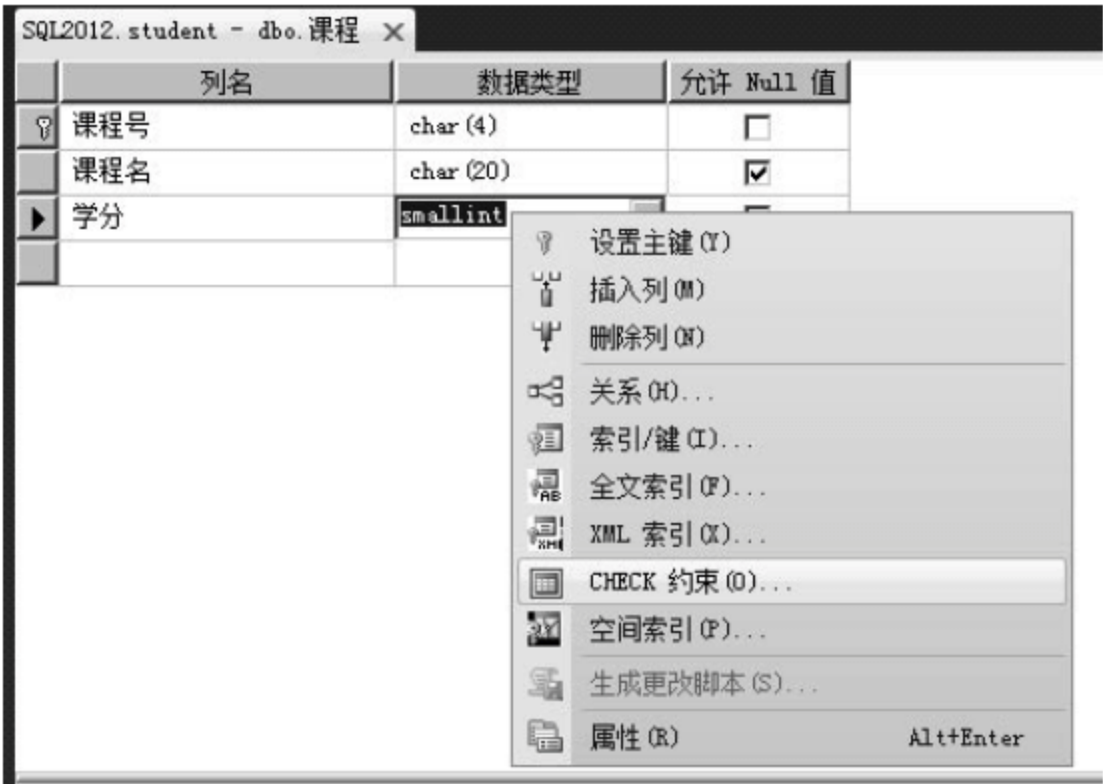 SQL2012.student - dbo.课程
列名 数据类型 允许 Null 值
课程号 char(4)
课程名 char(20)
学分 smallint
设置主键(Y)
插入列(M)
删除列(N)
关系(H)...
索引/键(I)...
全文索引(F)...
XML 索引(X)...
CHECK 约束(O)...
空间索引(P)...
生成更改脚本(S)...
属性(R) Alt+Enter